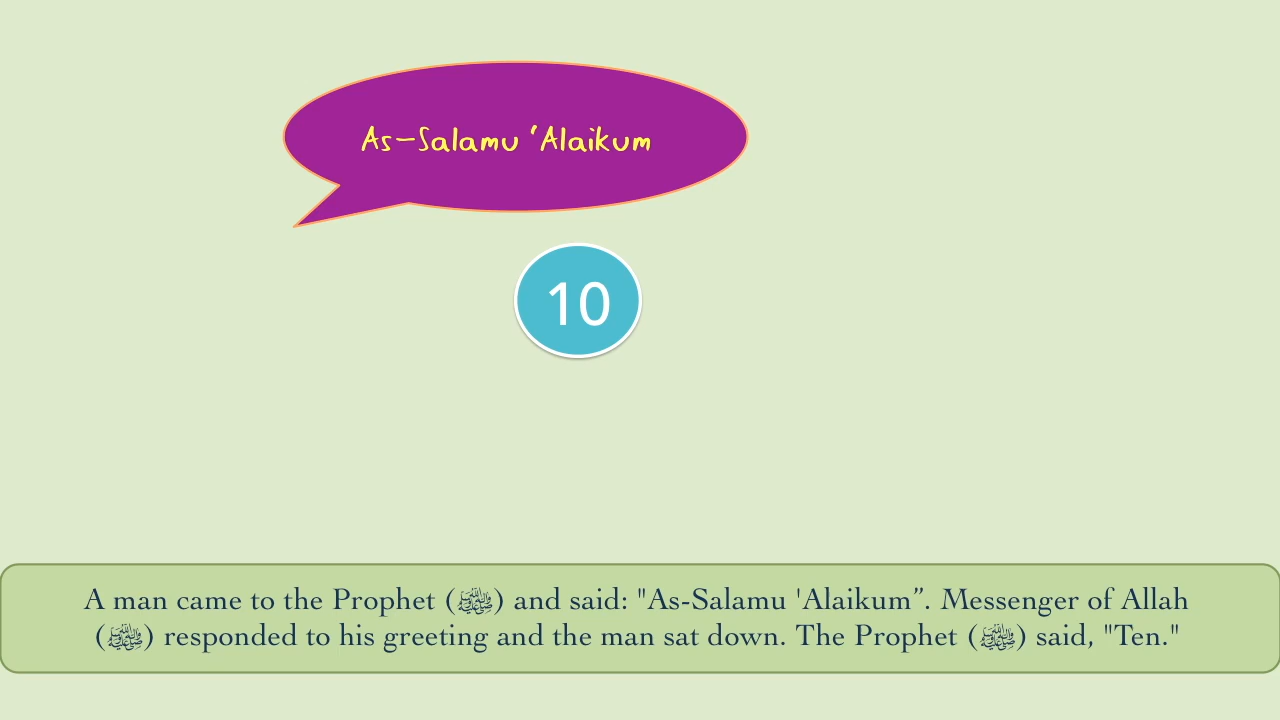 As-Salamu ‘Alaikum
10
A man came to the Prophet (ﷺ) and said: "As-Salamu 'Alaikum”. Messenger of Allah
(ﷺ) responded to his greeting and the man sat down. The Prophet (ﷺ) said, "Ten."